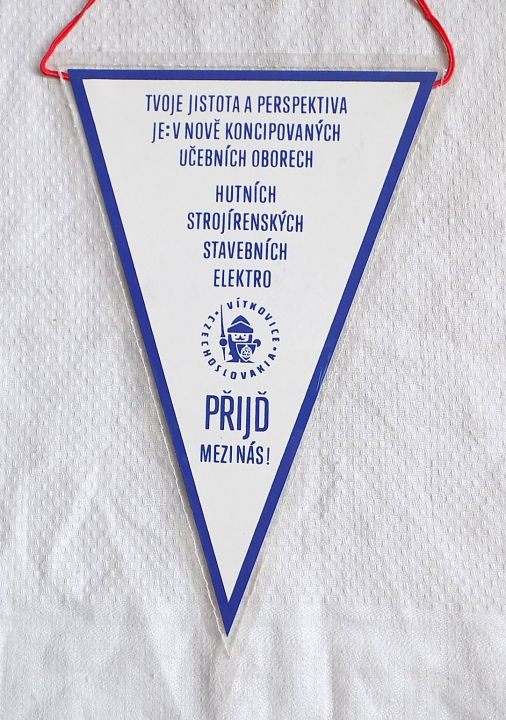 TVOJE JISTOTA A PERSPEKTIVA
JE: V NOVĚ KONCIPOVANÝCH
UČEBNÍCH OBORECH
HUTNÍCH
STROJÍRENSKÝCH
STAVEBNÍCH
ELEKTRO
VÍTKOVICE
CZECHOSLOVAKIA
PŘIJĎ
MEZI NÁS!